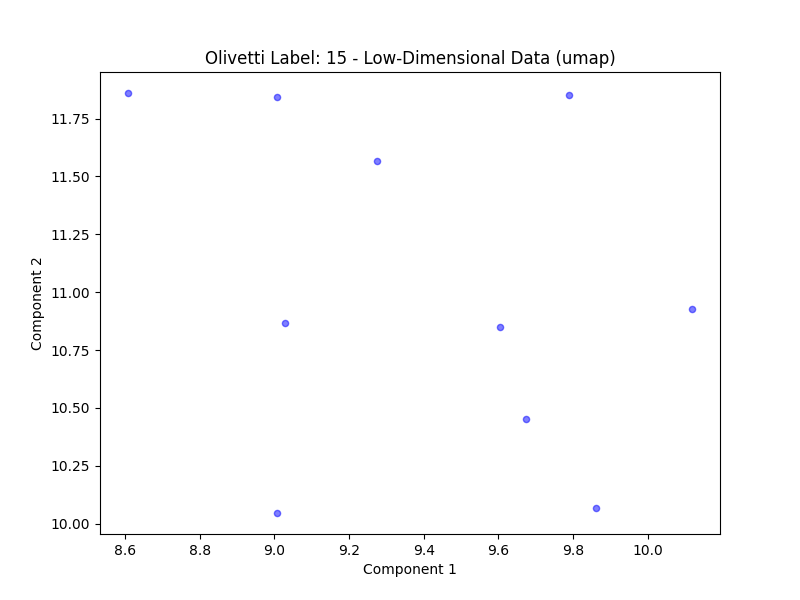 Olivetti Label: 15 - Low-Dimensional Data (umap)
11.75
11.50
11.25
11.00
10.75
10.50
10.25
10.00
Component 2
8.6 8.8 9.0 9.2 9.4 9.6 9.8 10.0
Component 1